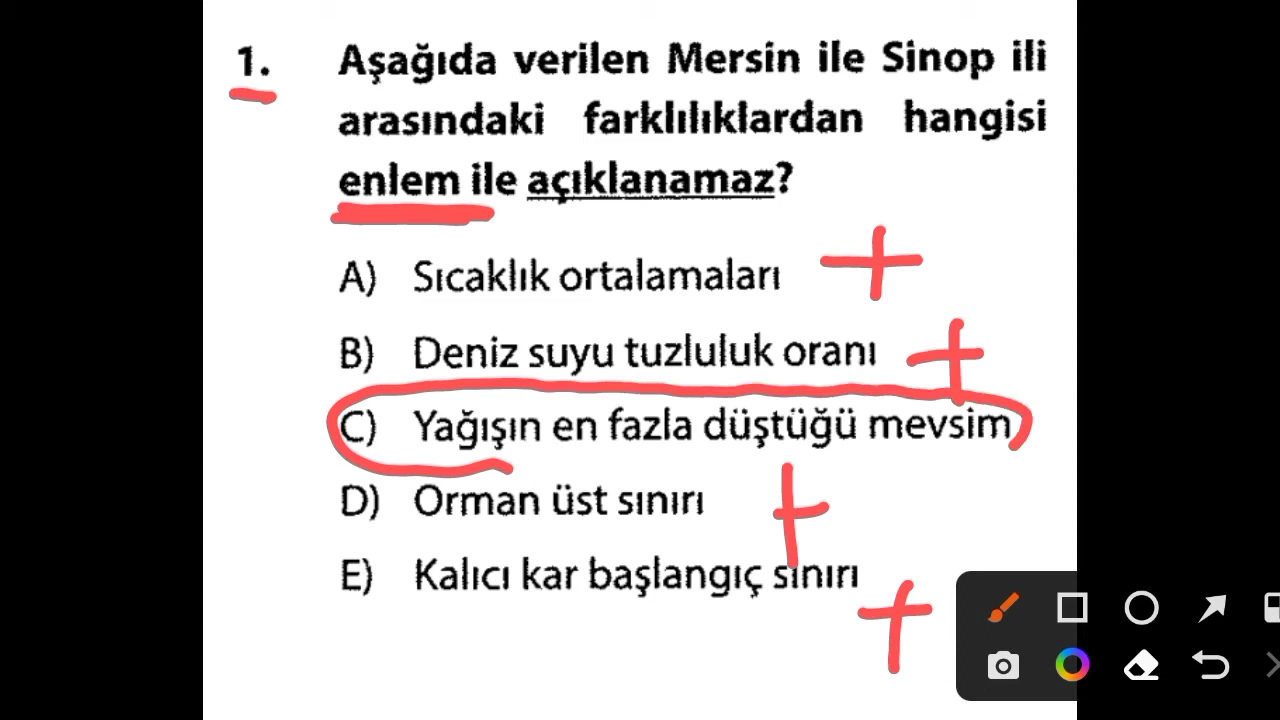 1. Aşağıda verilen Mersin ile Sinop ili
arasındaki farklılıklardan hangisi
enlem ile açıklanamaz?
A) Sıcaklık ortalamaları
B) Deniz suyu tuzluluk oranı
C) Yağışın en fazla düştüğü mevsim
D) Orman üst sınırı
E) Kalıcı kar başlangıç sınırı